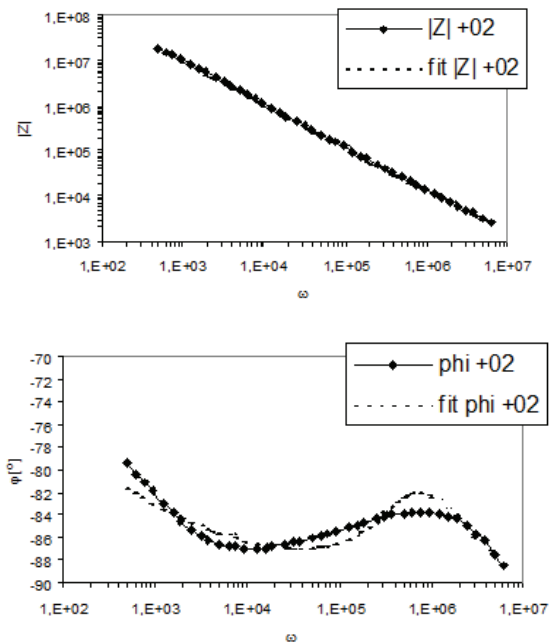 1,E+08
1,E+07
1,E+06
1,E+05
1,E+04
1,E+03
|Z|
1,E+02 1,E+03 1,E+04 1,E+05 1,E+06 1,E+07
ω
|Z| +02
fit |Z| +02
-70
-72
-74
-76
-78
-80
-82
-84
-86
-88
-90
φ[º]
1,E+02 1,E+03 1,E+04 1,E+05 1,E+06 1,E+07
ω
phi +02
fit phi +02